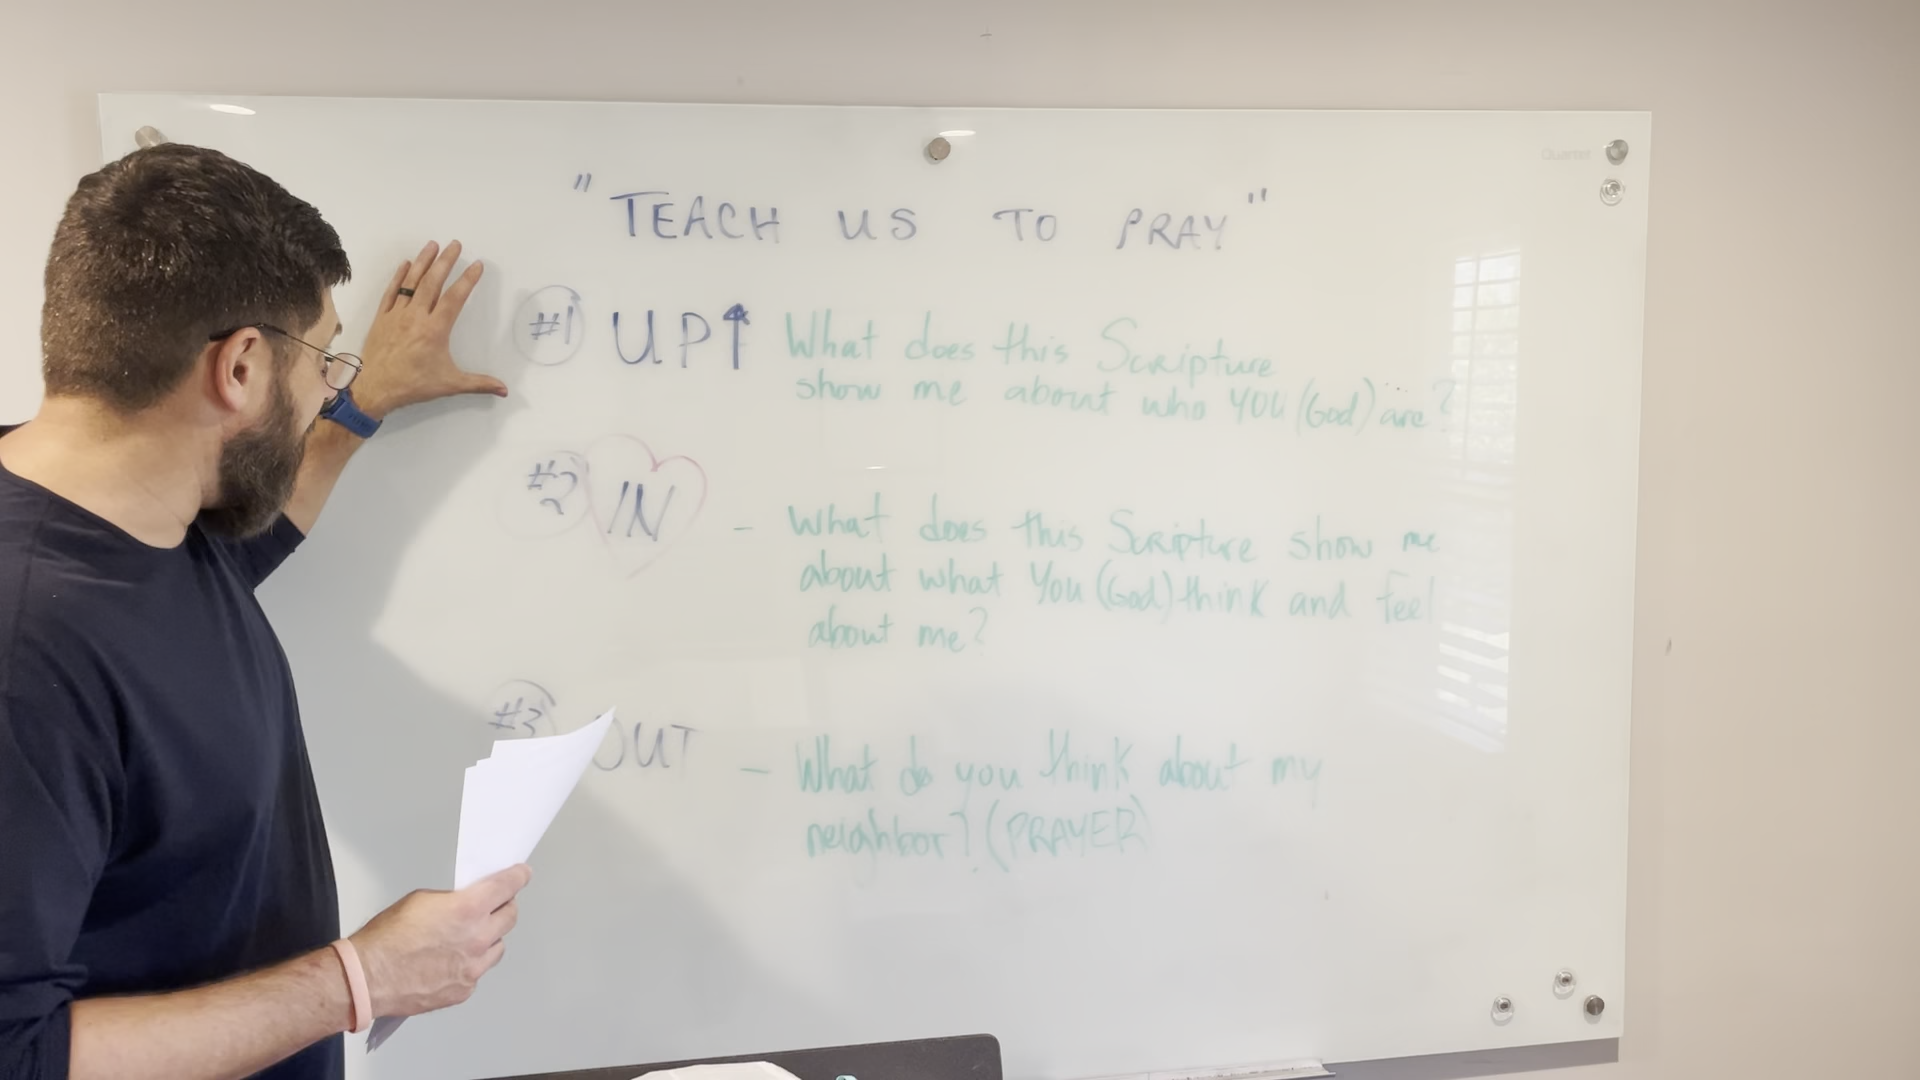 "TEACH US TO PRAY"
#1 UP↑ What does this Scripture
show me about who YOU (God) are?
#2 IN - What does this Scripture show me
about what You (God) think and feel
about me?
#3 OUT - What do you think about my
neighbor? (PRAYER)
Quartet